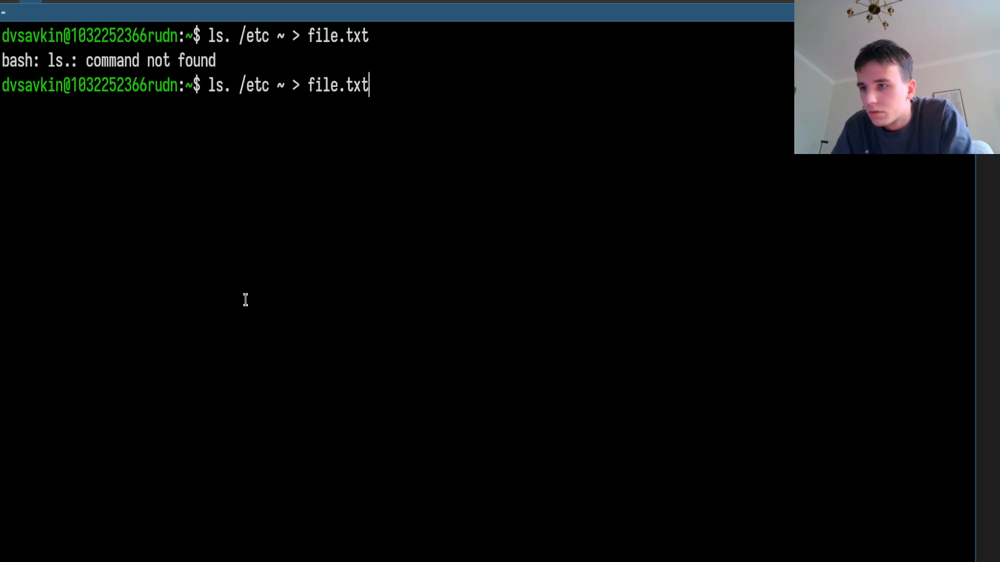 ~
dvsavkin@1032252366rudn:~$ ls. /etc ~ > file.txt
bash: ls.: command not found
dvsavkin@1032252366rudn:~$ ls. /etc ~ > file.txt